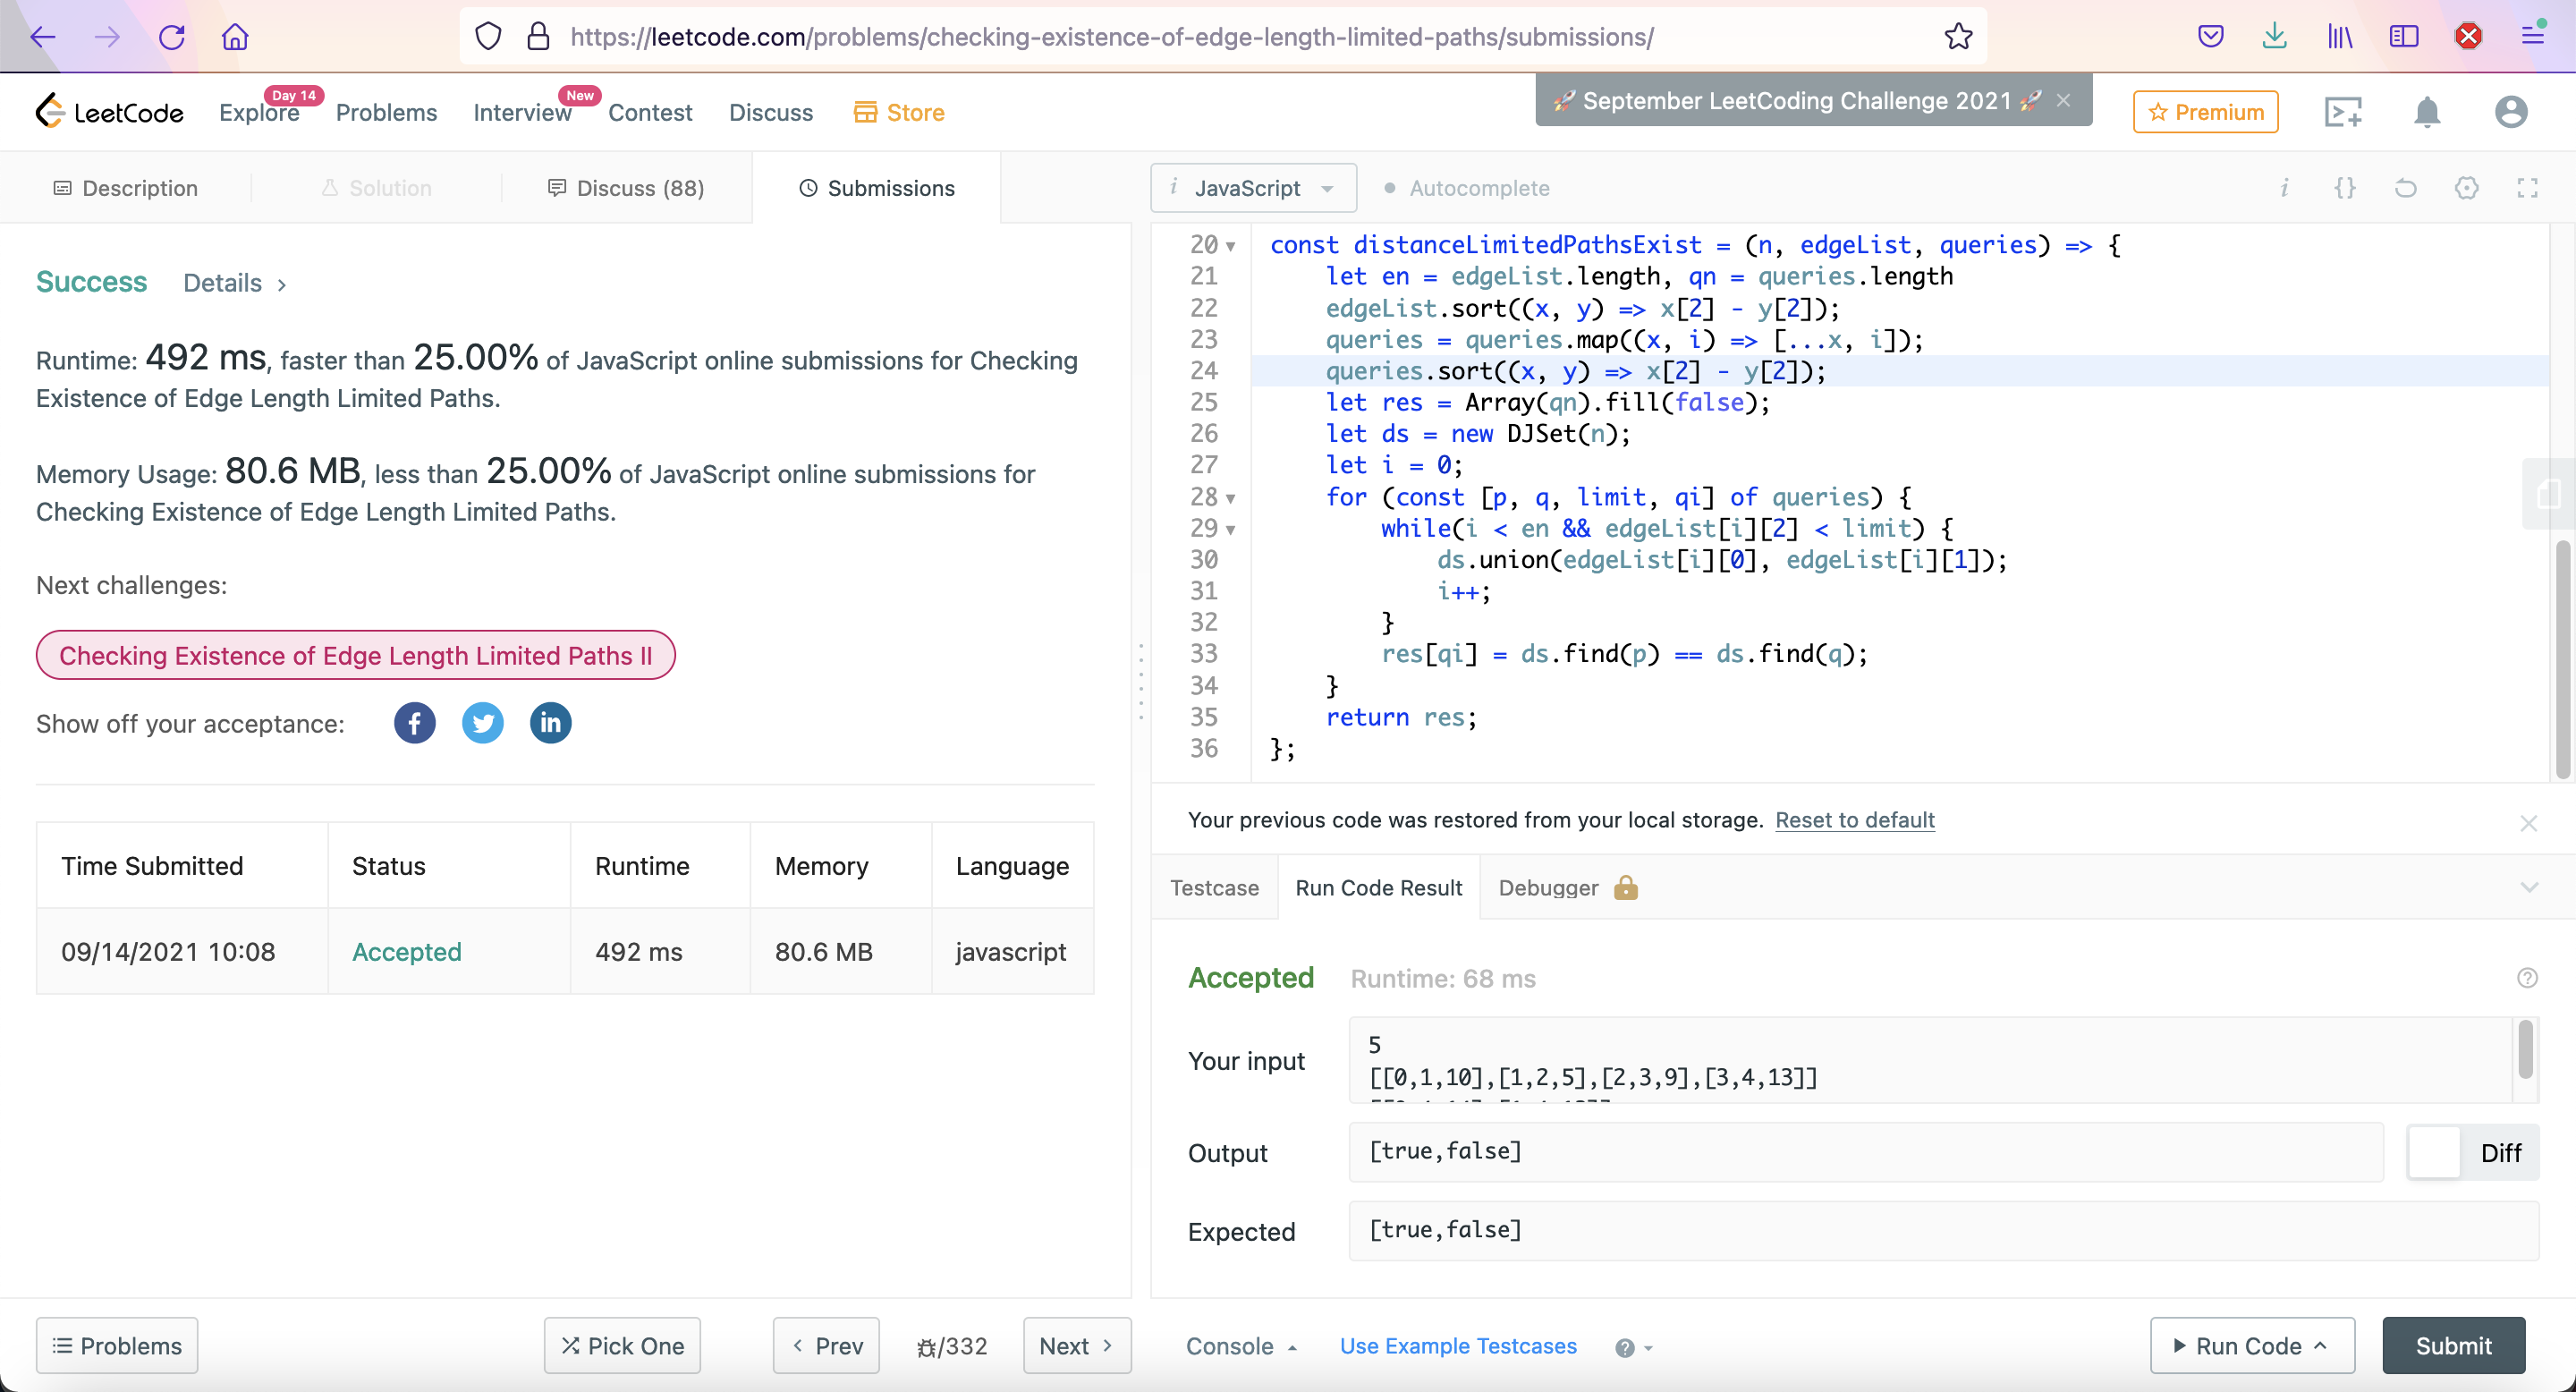 https://leetcode.com/problems/checking-existence-of-edge-length-limited-paths/submissions/
LeetCode
Explore
Day 14
Problems
Interview
New
Contest
Discuss
Store
🚀 September LeetCoding Challenge 2021 🚀
Premium
Description
Solution
Discuss (88)
Submissions
Success Details
Runtime: 492 ms, faster than 25.00% of JavaScript online submissions for Checking
Existence of Edge Length Limited Paths.
Memory Usage: 80.6 MB, less than 25.00% of JavaScript online submissions for
Checking Existence of Edge Length Limited Paths.
Next challenges:
Checking Existence of Edge Length Limited Paths II
Show off your acceptance:
Time Submitted Status Runtime Memory Language
09/14/2021 10:08 Accepted 492 ms 80.6 MB javascript
Problems
Pick One
Prev
/332
Next
i JavaScript
Autocomplete
20 const distanceLimitedPathsExist = (n, edgeList, queries) => {
21     let en = edgeList.length, qn = queries.length
22     edgeList.sort((x, y) => x[2] - y[2]);
23     queries = queries.map((x, i) => [...x, i]);
24     queries.sort((x, y) => x[2] - y[2]);
25     let res = Array(qn).fill(false);
26     let ds = new DJSet(n);
27     let i = 0;
28     for (const [p, q, limit, qi] of queries) {
29         while(i < en && edgeList[i][2] < limit) {
30             ds.union(edgeList[i][0], edgeList[i][1]);
31             i++;
32         }
33         res[qi] = ds.find(p) == ds.find(q);
34     }
35     return res;
36 };
Your previous code was restored from your local storage. Reset to default
Testcase
Run Code Result
Debugger
Accepted Runtime: 68 ms
Your input
5
[[0,1,10],[1,2,5],[2,3,9],[3,4,13]]
Output
[true,false]
Diff
Expected
[true,false]
Console
Use Example Testcases
Run Code
Submit